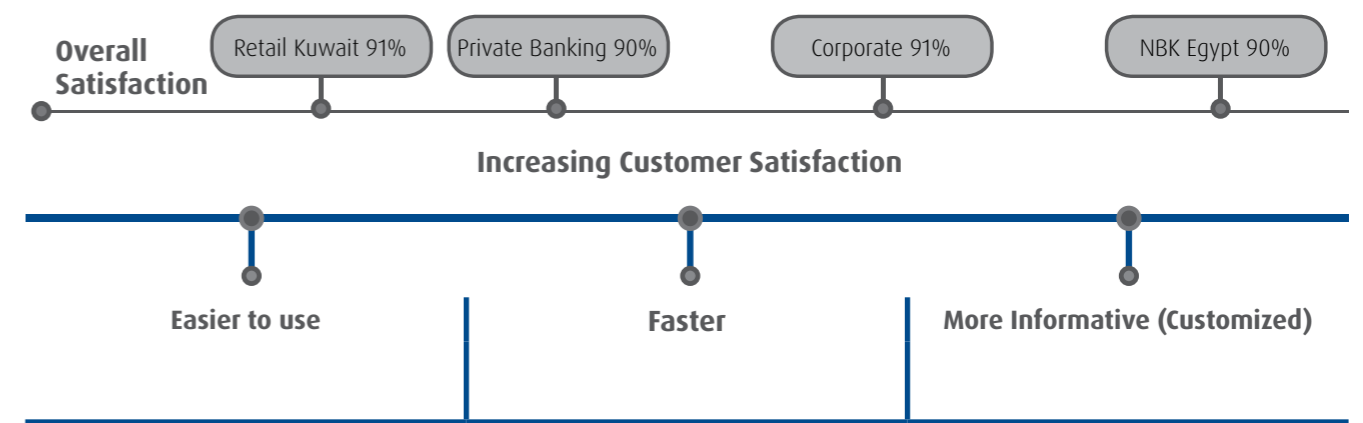 Overall
Satisfaction
Retail Kuwait 91%
Private Banking 90%
Corporate 91%
NBK Egypt 90%
Increasing Customer Satisfaction
Easier to use
Faster
More Informative (Customized)